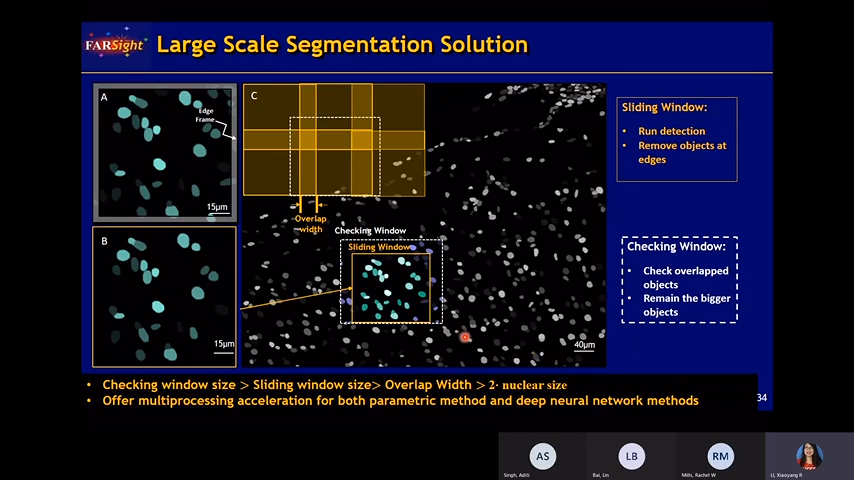 FARSight
Large Scale Segmentation Solution
A
Edge
Frame
15µm
B
15µm
C
Overlap
width
Checking Window
Sliding Window
40µm
Sliding Window:
• Run detection
• Remove objects at
edges
Checking Window:
• Check overlapped
objects
• Remain the bigger
objects
• Checking window size > Sliding window size> Overlap Width > 2· nuclear size
• Offer multiprocessing acceleration for both parametric method and deep neural network methods
34
AS
Singh, Aditi
LB
Bai, Lin
RM
Mills, Rachel W
LI, Xiaoyang R